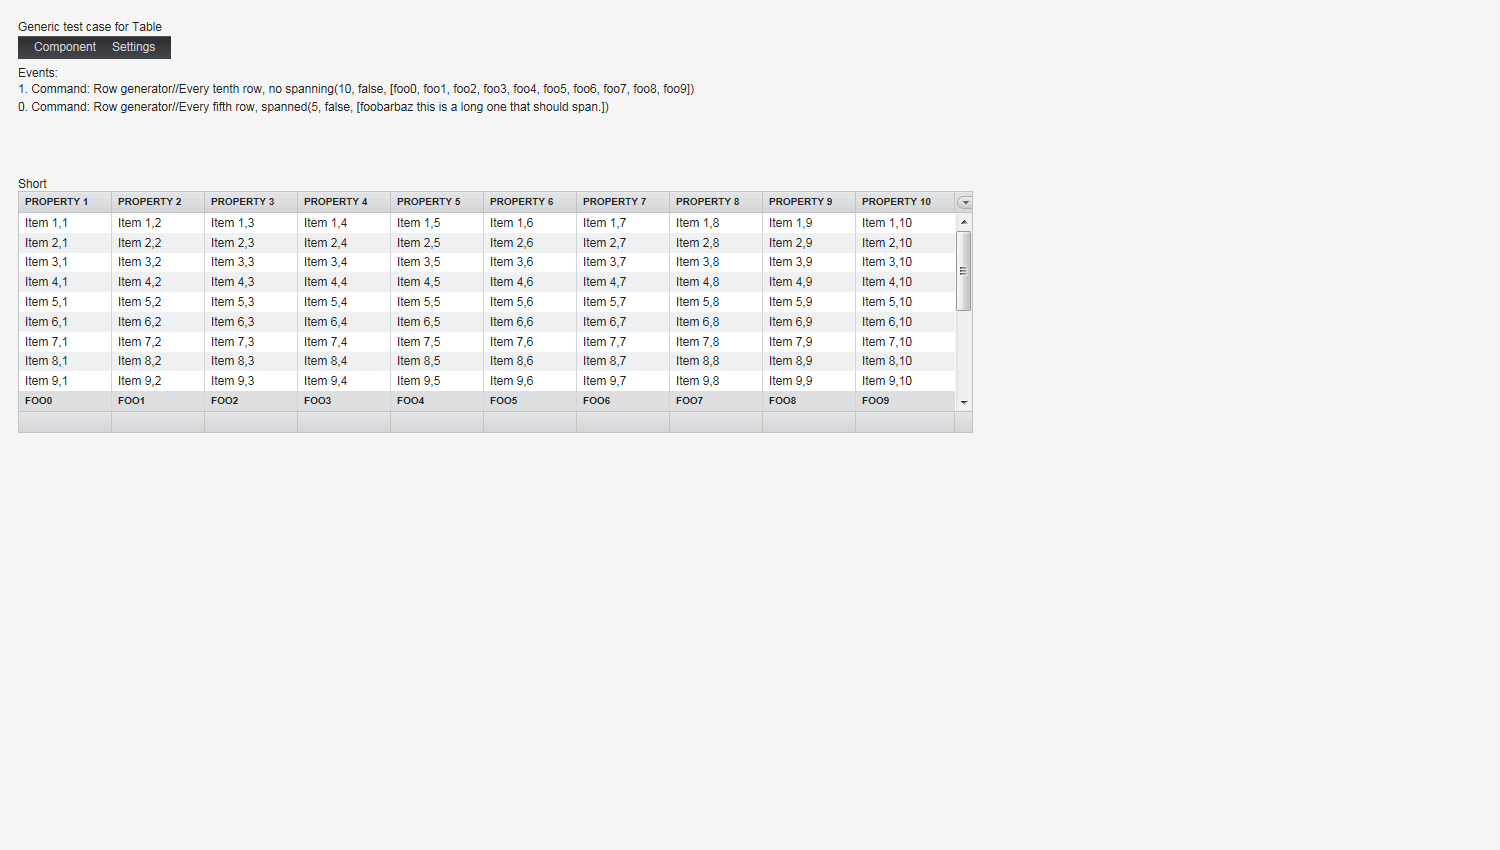 Generic test case for Table
Component Settings
Events:
1. Command: Row generator//Every tenth row, no spanning(10, false, [foo0, foo1, foo2, foo3, foo4, foo5, foo6, foo7, foo8, foo9])
0. Command: Row generator//Every fifth row, spanned(5, false, [foobarbaz this is a long one that should span.])
Short
PROPERTY 1 PROPERTY 2 PROPERTY 3 PROPERTY 4 PROPERTY 5 PROPERTY 6 PROPERTY 7 PROPERTY 8 PROPERTY 9 PROPERTY 10
Item 1,1 Item 1,2 Item 1,3 Item 1,4 Item 1,5 Item 1,6 Item 1,7 Item 1,8 Item 1,9 Item 1,10
Item 2,1 Item 2,2 Item 2,3 Item 2,4 Item 2,5 Item 2,6 Item 2,7 Item 2,8 Item 2,9 Item 2,10
Item 3,1 Item 3,2 Item 3,3 Item 3,4 Item 3,5 Item 3,6 Item 3,7 Item 3,8 Item 3,9 Item 3,10
Item 4,1 Item 4,2 Item 4,3 Item 4,4 Item 4,5 Item 4,6 Item 4,7 Item 4,8 Item 4,9 Item 4,10
Item 5,1 Item 5,2 Item 5,3 Item 5,4 Item 5,5 Item 5,6 Item 5,7 Item 5,8 Item 5,9 Item 5,10
Item 6,1 Item 6,2 Item 6,3 Item 6,4 Item 6,5 Item 6,6 Item 6,7 Item 6,8 Item 6,9 Item 6,10
Item 7,1 Item 7,2 Item 7,3 Item 7,4 Item 7,5 Item 7,6 Item 7,7 Item 7,8 Item 7,9 Item 7,10
Item 8,1 Item 8,2 Item 8,3 Item 8,4 Item 8,5 Item 8,6 Item 8,7 Item 8,8 Item 8,9 Item 8,10
Item 9,1 Item 9,2 Item 9,3 Item 9,4 Item 9,5 Item 9,6 Item 9,7 Item 9,8 Item 9,9 Item 9,10
FOO0 FOO1 FOO2 FOO3 FOO4 FOO5 FOO6 FOO7 FOO8 FOO9